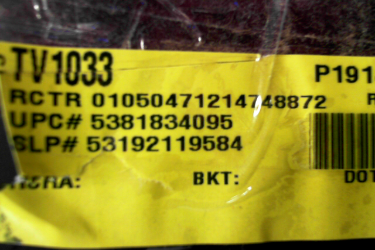 TV1033 P191
RCTR 01050471214748872 R
UPC# 5381834095
SLP# 53192119584
BKT: DOT